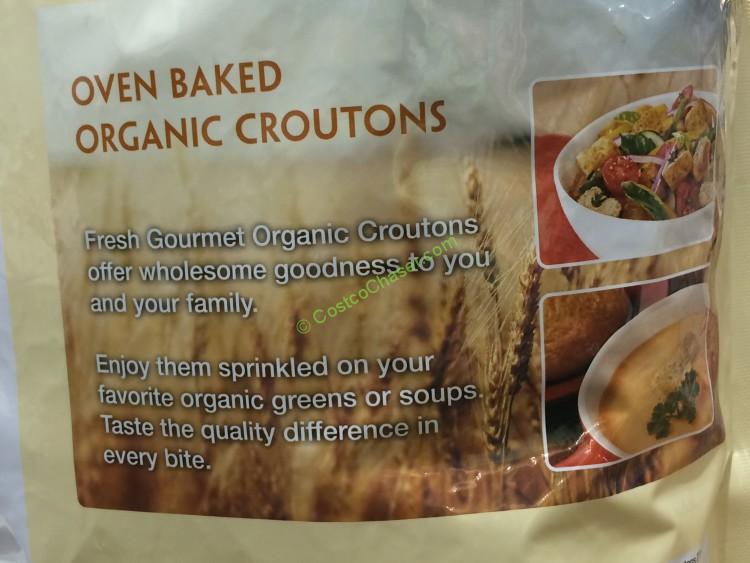 OVEN BAKED
ORGANIC CROUTONS
Fresh Gourmet Organic Croutons
offer wholesome goodness to you
and your family.
© CostcoChaser.com
Enjoy them sprinkled on your
favorite organic greens or soups.
Taste the quality difference in
every bite.